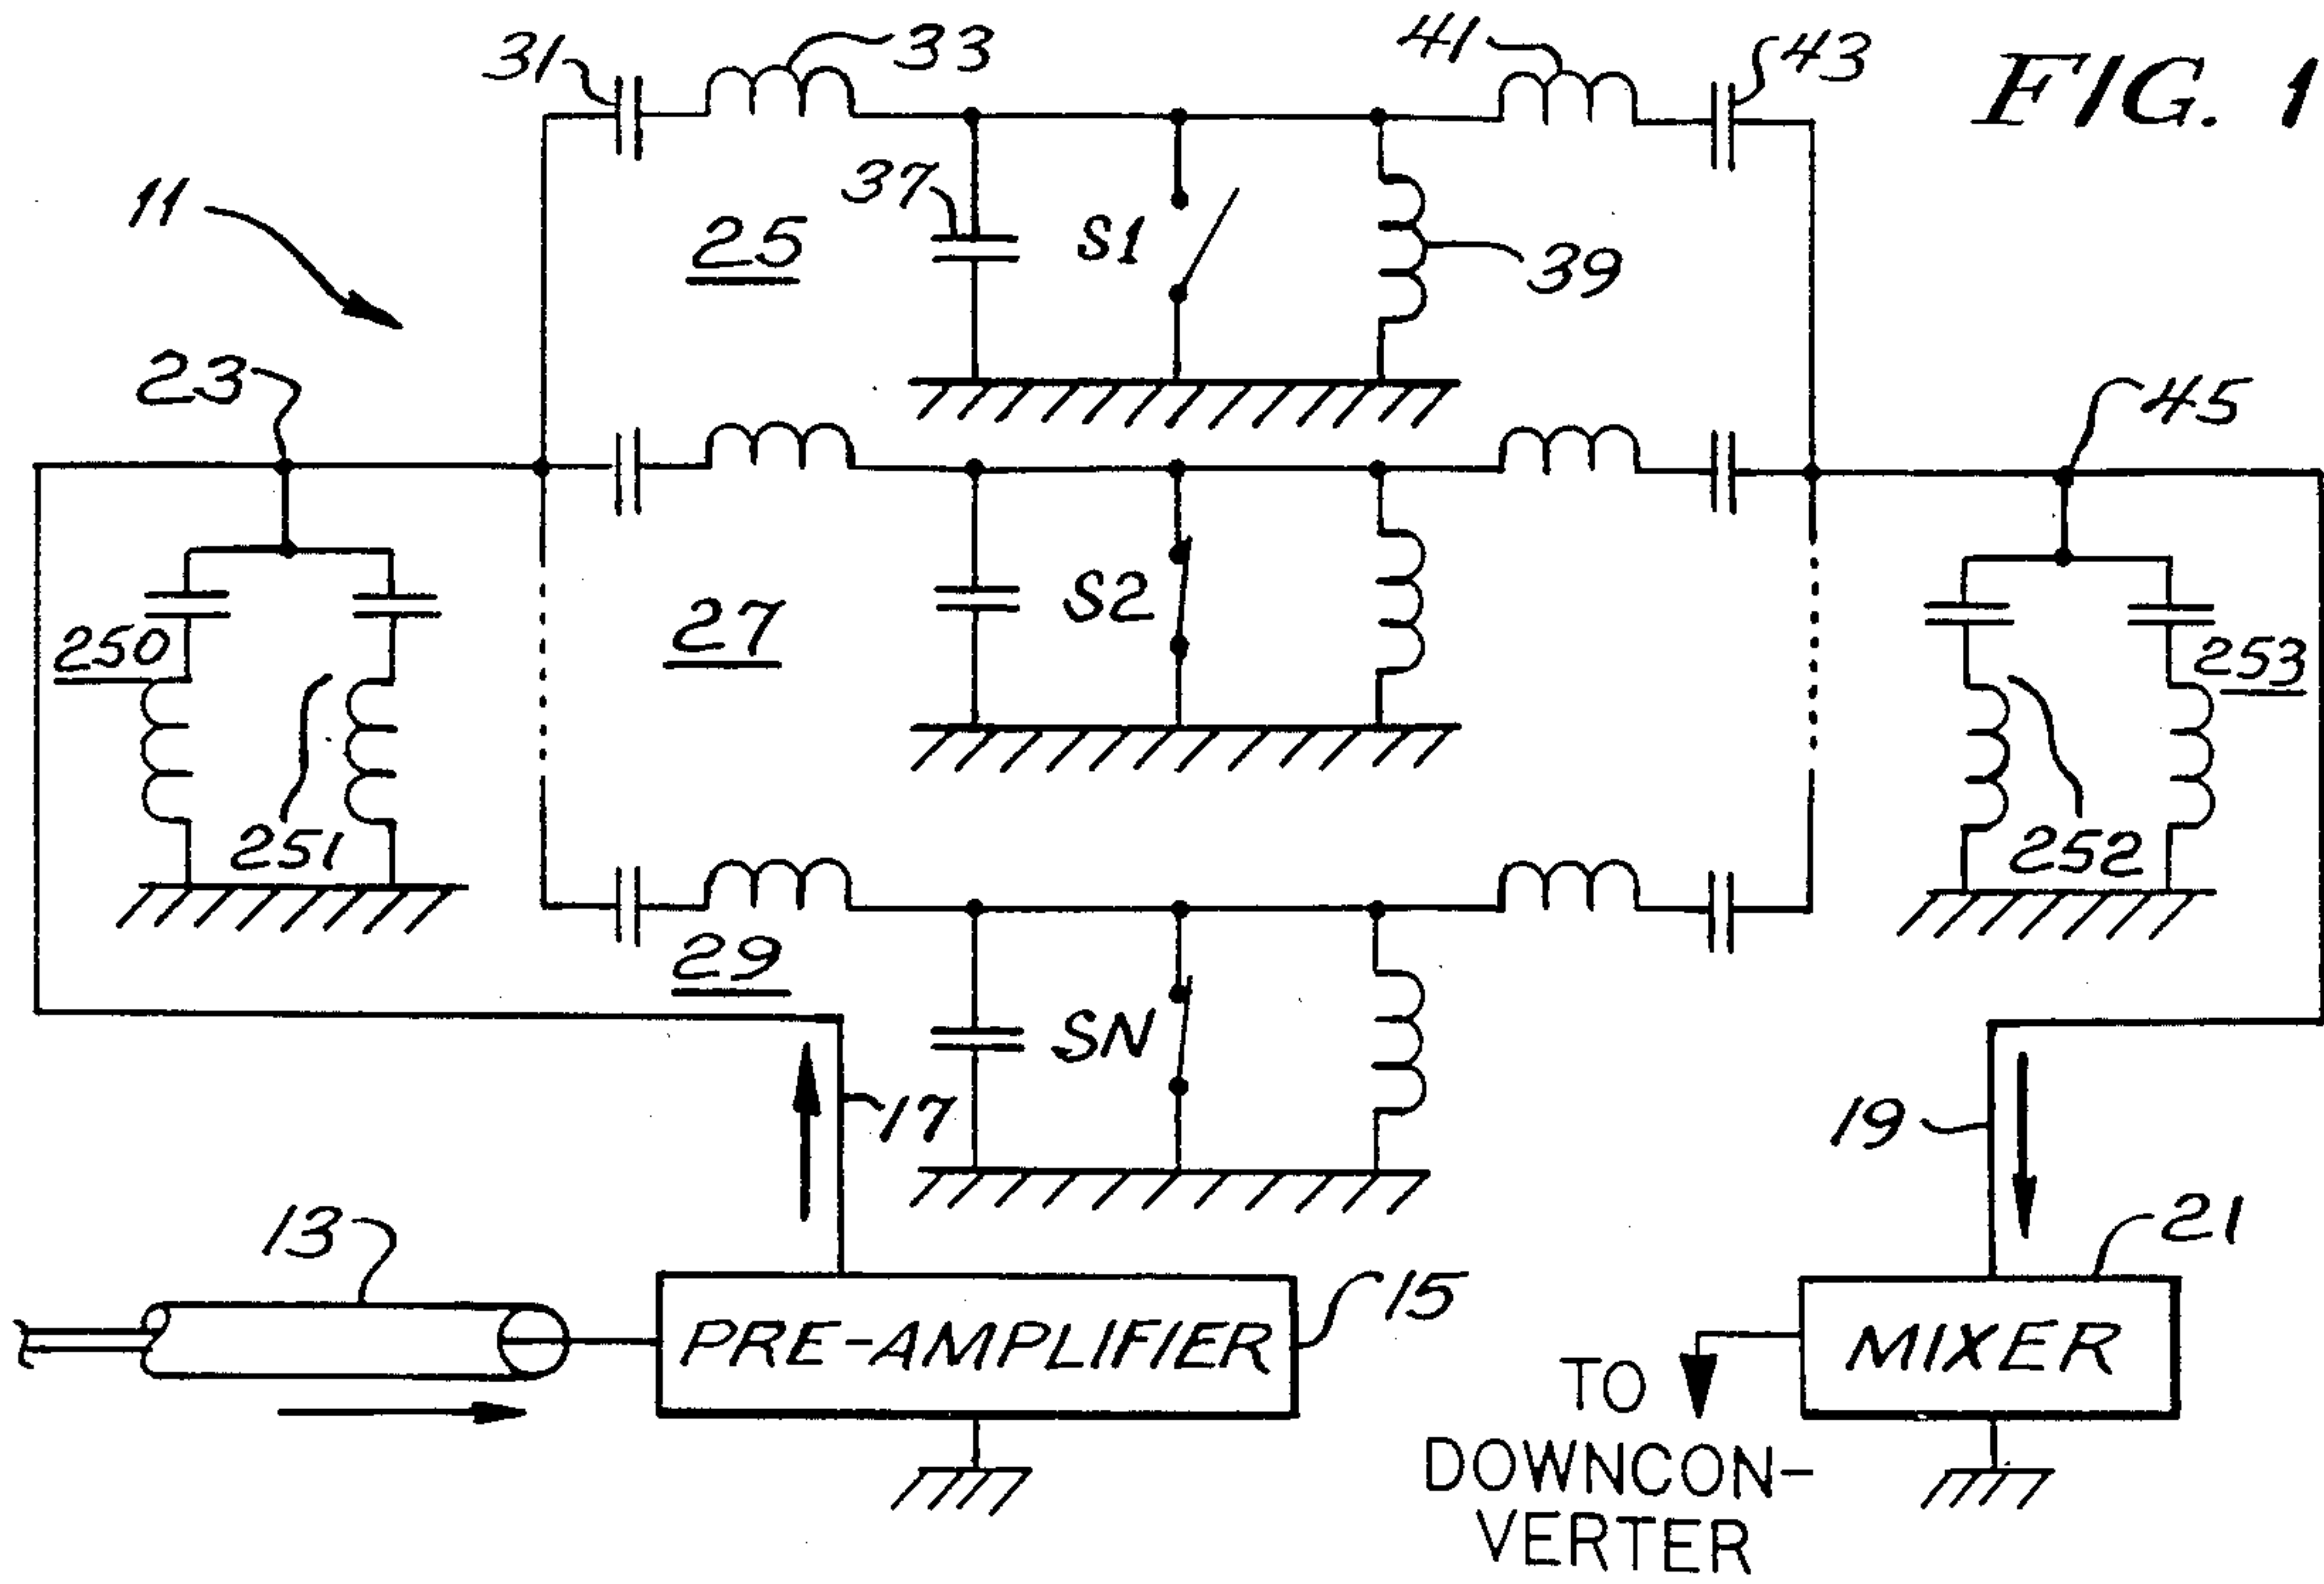 31
33
41
43
FIG. 1
11
37
25
S1
39
23
45
250
27
S2
253
251
252
29
SN
17
19
13
15
21
PRE-AMPLIFIER
MIXER
TO
DOWNCON-
VERTER